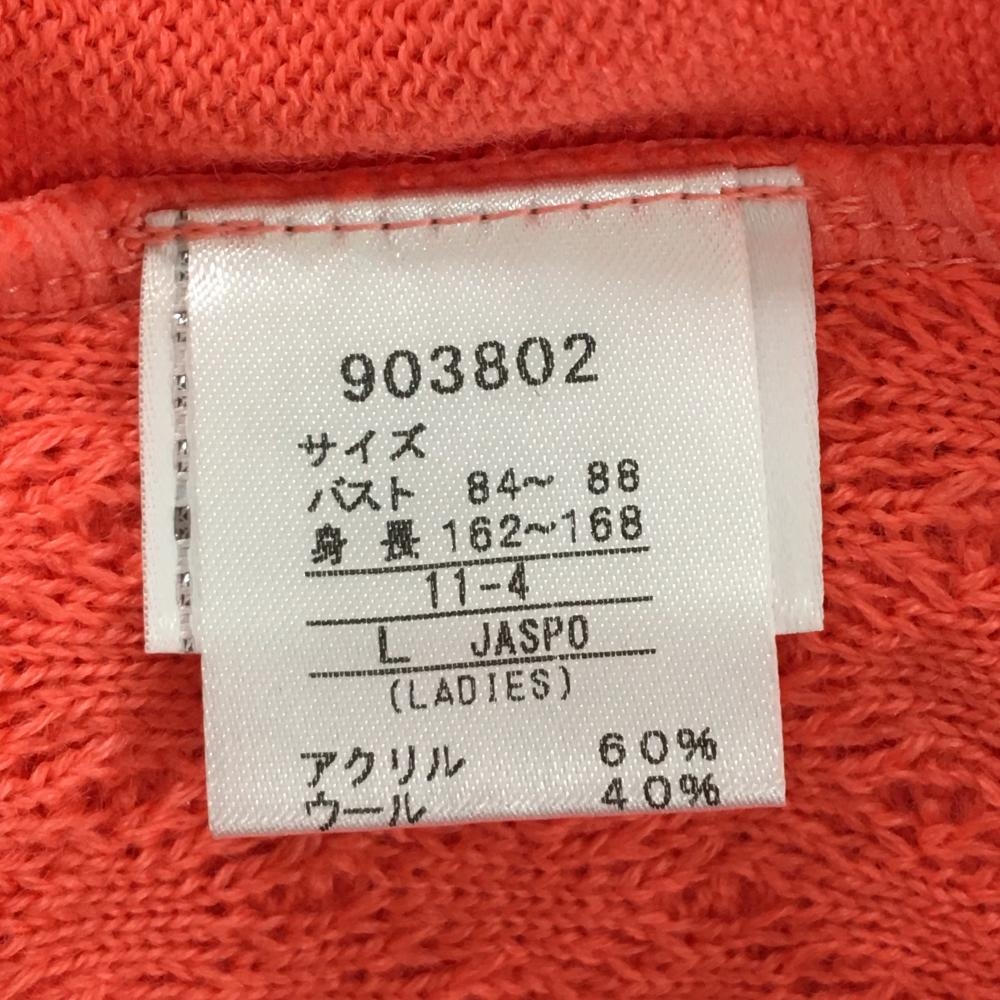 903802
サイズ
バスト 84～ 88
身 長 162～168
11-4
L JASPO
(LADIES)
アクリル 60%
ウール 40%